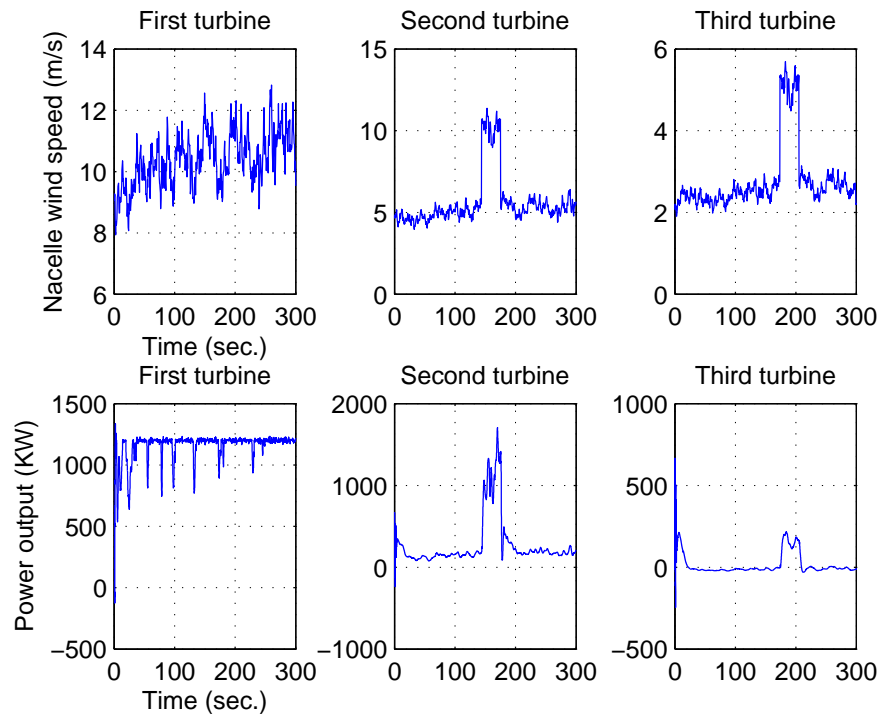 First turbine
Second turbine
Third turbine
Nacelle wind speed (m/s)
14
12
10
8
6
0 100 200 300
Time (sec.)
15
10
5
0
0 100 200 300
6
4
2
0
0 100 200 300
First turbine
Second turbine
Third turbine
Power output (KW)
1500
1000
500
0
−500
0 100 200 300
Time (sec.)
2000
1000
0
−1000
0 100 200 300
1000
500
0
−500
0 100 200 300